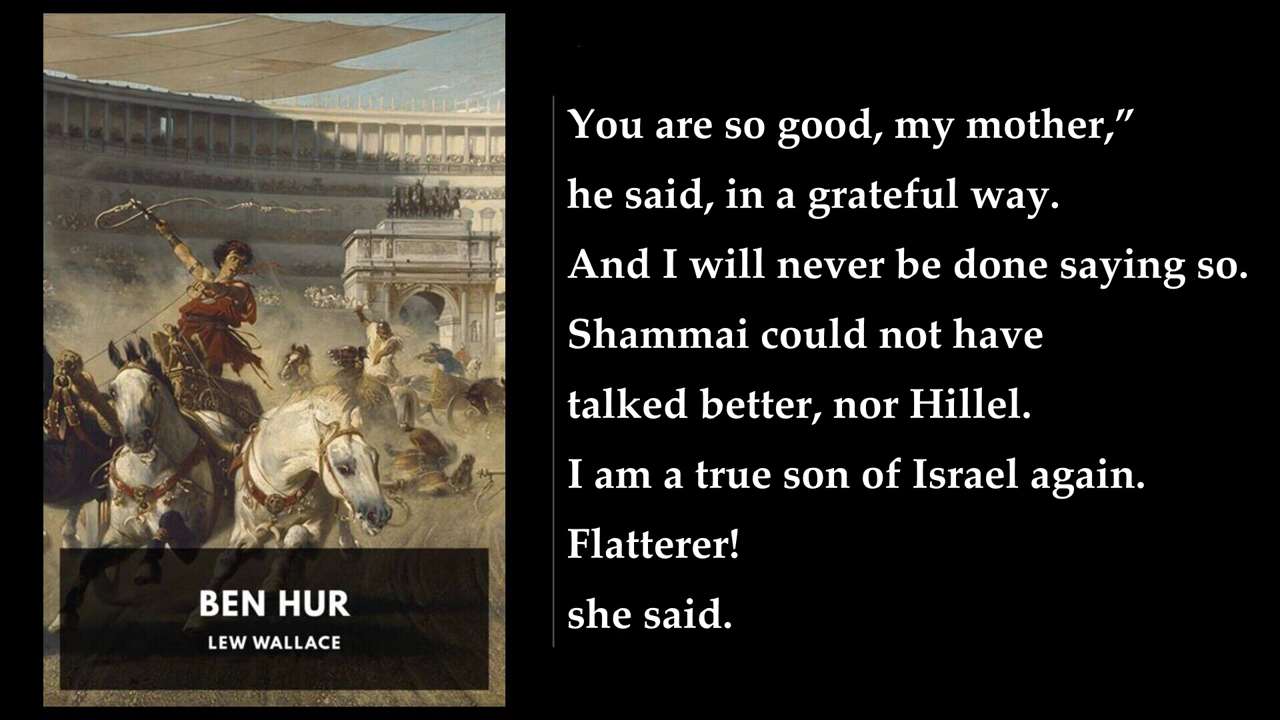 BEN HUR
LEW WALLACE
You are so good, my mother,”
he said, in a grateful way.
And I will never be done saying so.
Shammai could not have
talked better, nor Hillel.
I am a true son of Israel again.
Flatterer!
she said.